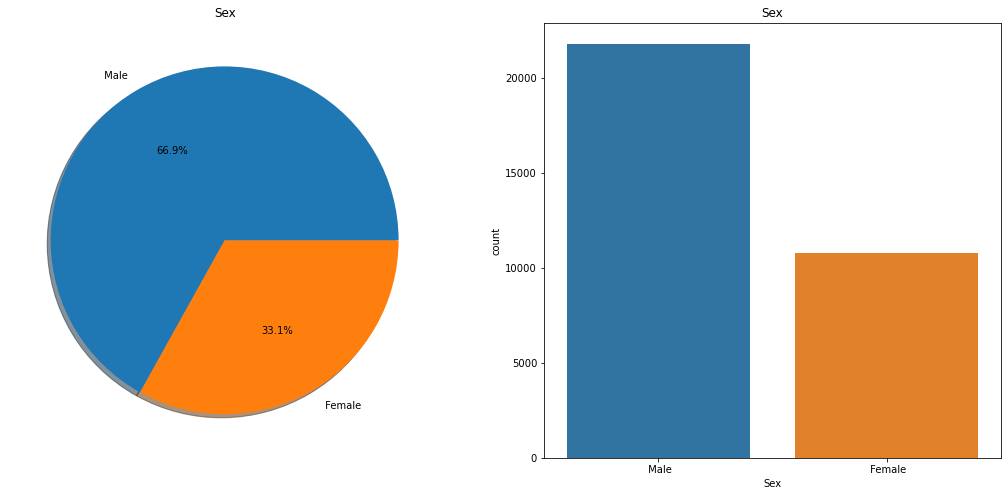 Sex
Male
66.9%
33.1%
Female
Sex
20000
15000
10000
5000
0
count
Male
Female
Sex